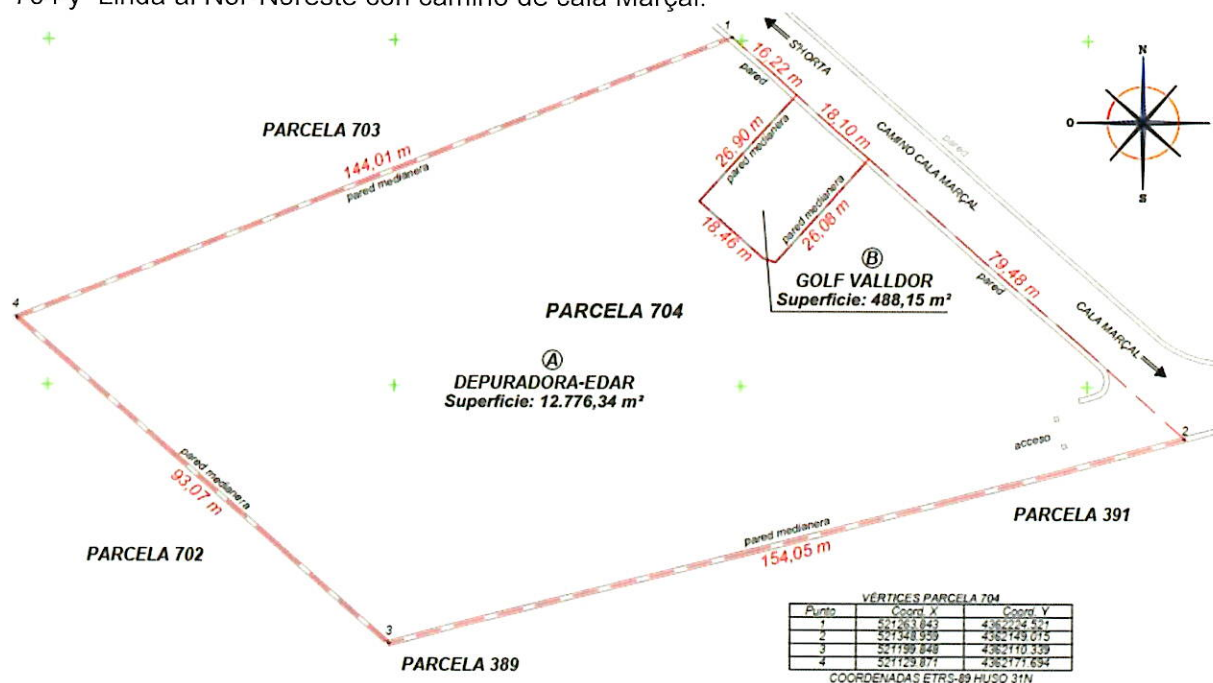 704 y Linda al Nor-Noreste con camino de cala Marçal.
1
S'HORTA
N
O
S
16,22 m
pared
18,10 m
CAMINO CALA MARÇAL
pared
PARCELA 703
144,01 m
pared medianera
26,90 m
pared medianera
18,46 m
pared medianera
26,08 m
79,48 m
pared
B
GOLF VALLDOR
Superficie: 488,15 m²
4
PARCELA 704
CALA MARÇAL
A
DEPURADORA-EDAR
Superficie: 12.776,34 m²
acceso
2
pared medianera
93,07 m
PARCELA 391
pared medianera
154,05 m
PARCELA 702
3
PARCELA 389
VÉRTICES PARCELA 704
Punto Coord. X Coord. Y
1 521263.843 4362224.521
2 521348.959 4362149.015
3 521199.848 4362110.339
4 521129.871 4362171.694
COORDENADAS ETRS-89 HUSO 31N